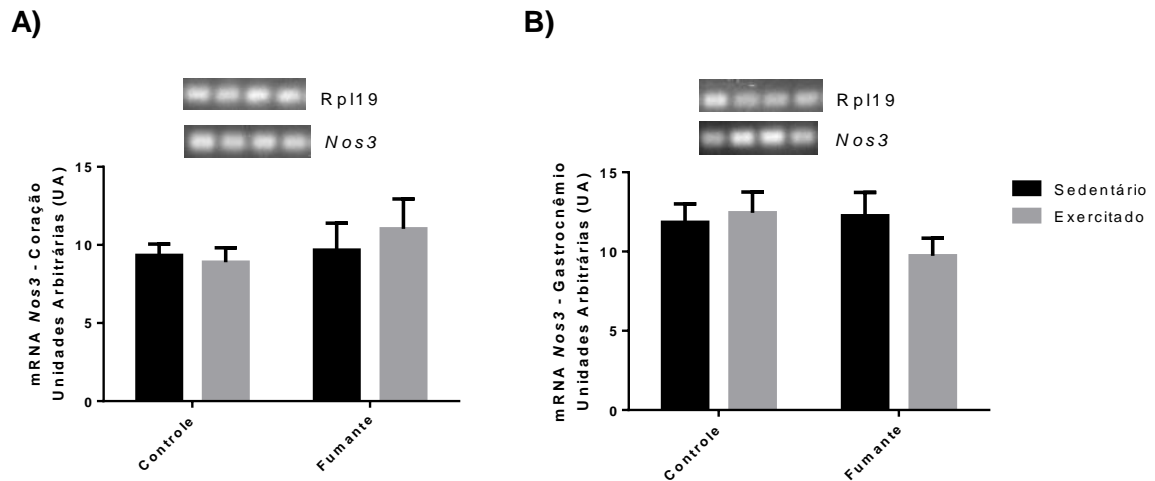 A)
Rpl19
Nos3
mRNA Nos3 - Coração
Unidades Arbitrárias (UA)
15
10
5
0
Controle
Fumante
B)
Rpl19
Nos3
mRNA Nos3 - Gastrocnêmio
Unidades Arbitrárias (UA)
15
10
5
0
Controle
Fumante
Sedentário
Exercitado